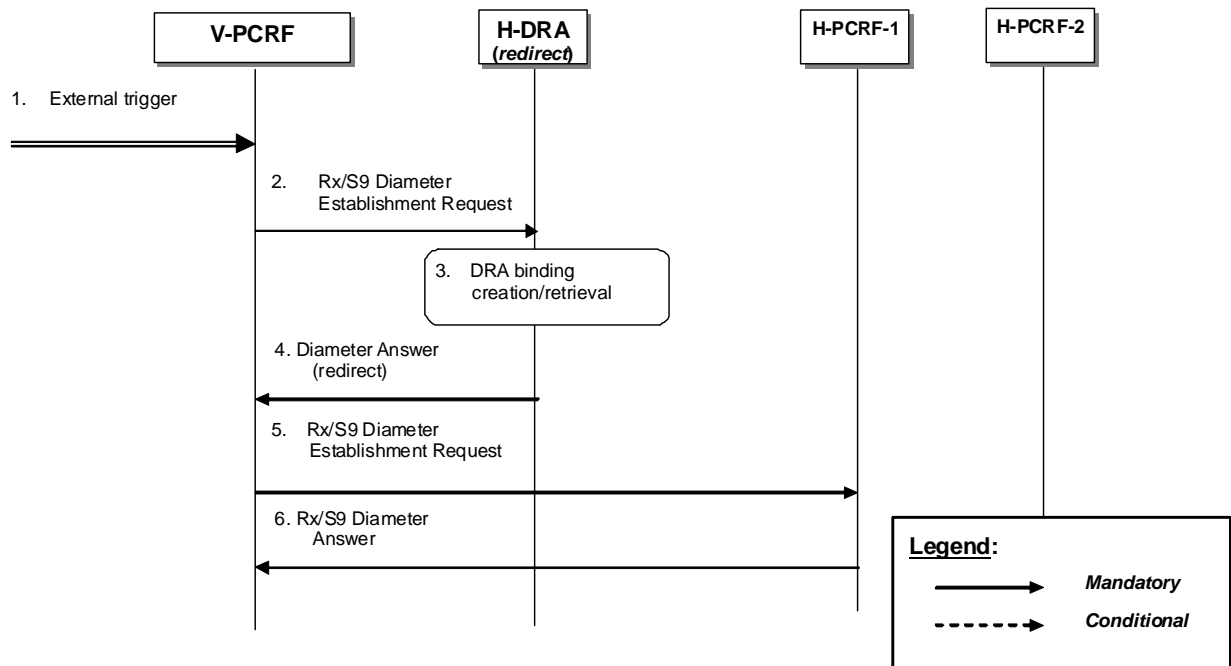 V-PCRF
H-DRA
(redirect)
H-PCRF-1
H-PCRF-2
1. External trigger
2. Rx/S9 Diameter
Establishment Request
3. DRA binding
creation/retrieval
4. Diameter Answer
(redirect)
5. Rx/S9 Diameter
Establishment Request
6. Rx/S9 Diameter
Answer
Legend:
Mandatory
Conditional